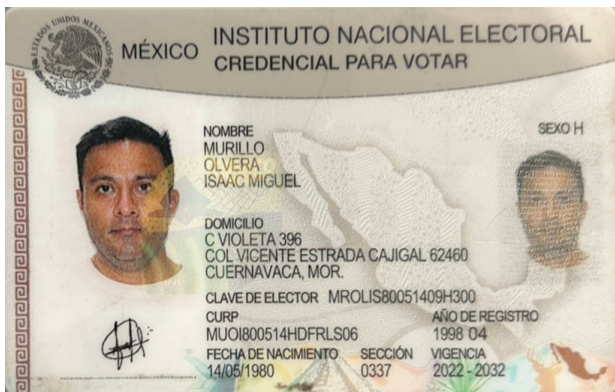 ESTADOS UNIDOS MEXICANOS
MÉXICO
INSTITUTO NACIONAL ELECTORAL
CREDENCIAL PARA VOTAR
NOMBRE
MURILLO
OLVERA
ISAAC MIGUEL
SEXO H
DOMICILIO
C VIOLETA 396
COL VICENTE ESTRADA CAJIGAL 62460
CUERNAVACA, MOR.
CLAVE DE ELECTOR MROLIS80051409H300
CURP AÑO DE REGISTRO
MUOI800514HDFRLS06 1998 04
FECHA DE NACIMIENTO SECCIÓN VIGENCIA
14/05/1980 0337 2022 - 2032